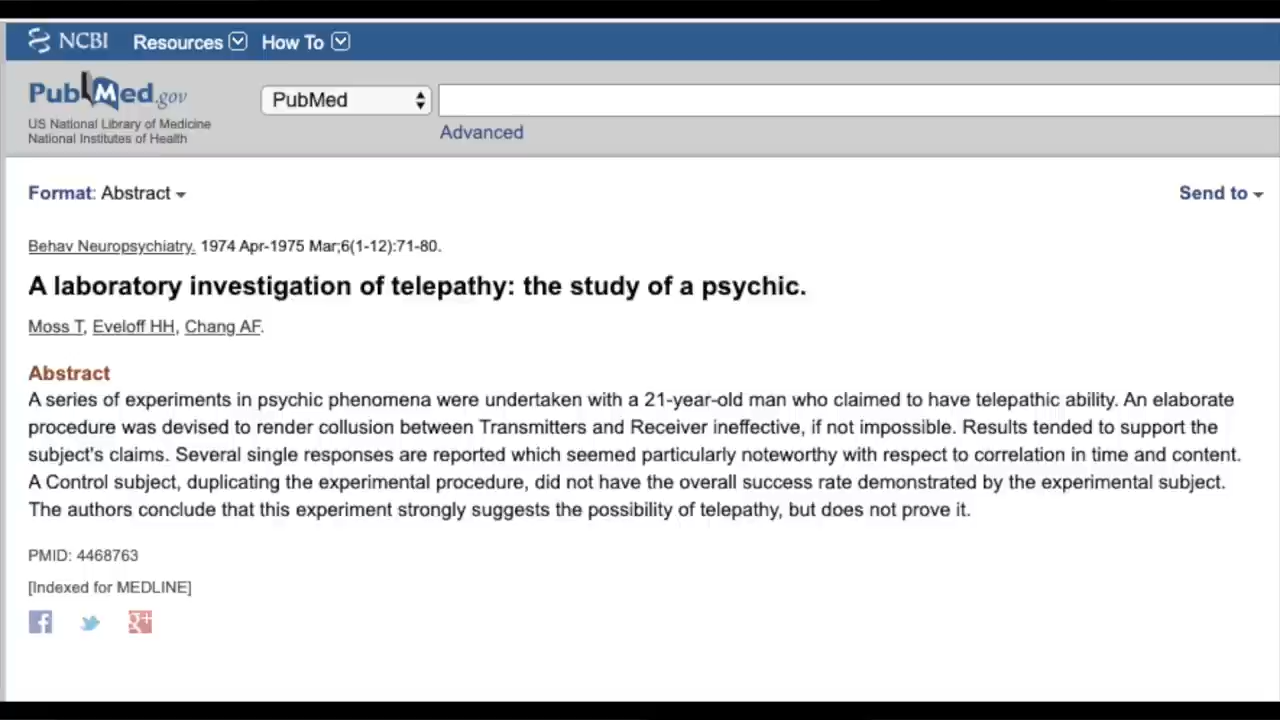 NCBI Resources How To
PubMed.gov
US National Library of Medicine
National Institutes of Health
PubMed
Advanced
Format: Abstract
Send to
Behav Neuropsychiatry. 1974 Apr-1975 Mar;6(1-12):71-80.
A laboratory investigation of telepathy: the study of a psychic.
Moss T, Eveloff HH, Chang AF.
Abstract
A series of experiments in psychic phenomena were undertaken with a 21-year-old man who claimed to have telepathic ability. An elaborate
procedure was devised to render collusion between Transmitters and Receiver ineffective, if not impossible. Results tended to support the
subject's claims. Several single responses are reported which seemed particularly noteworthy with respect to correlation in time and content.
A Control subject, duplicating the experimental procedure, did not have the overall success rate demonstrated by the experimental subject.
The authors conclude that this experiment strongly suggests the possibility of telepathy, but does not prove it.
PMID: 4468763
[Indexed for MEDLINE]
f g+